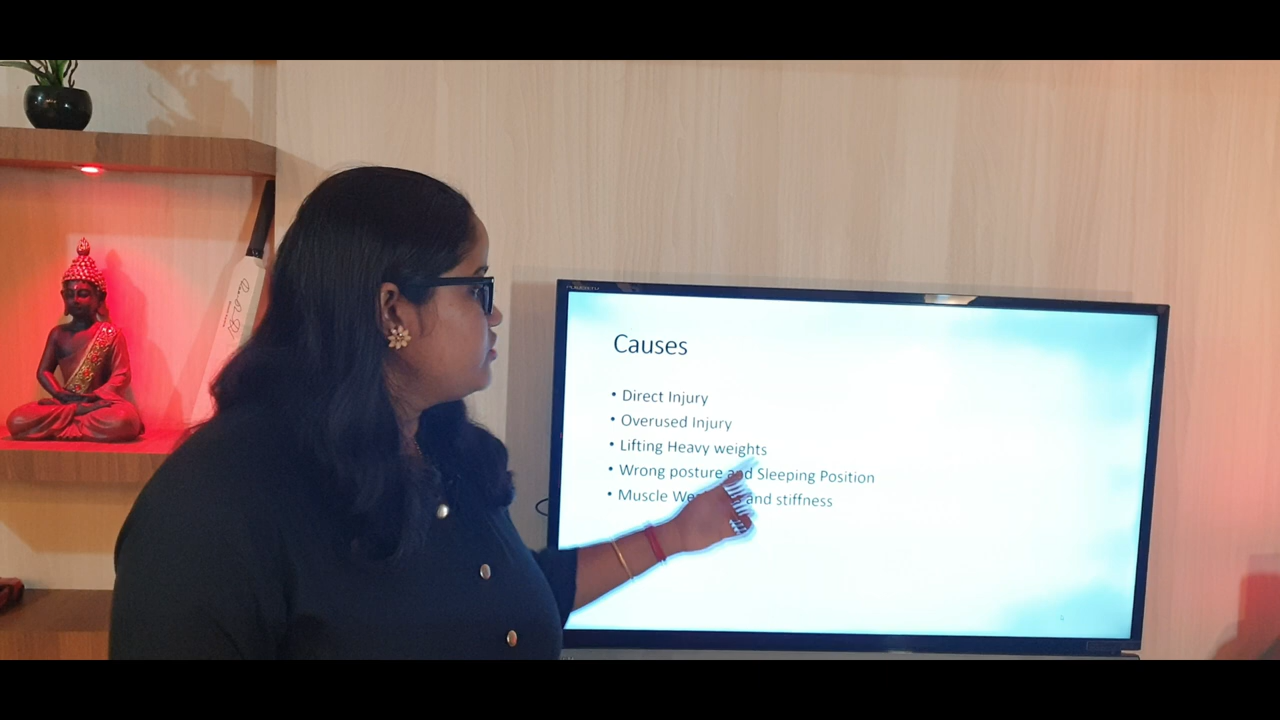 Causes
• Direct Injury
• Overused Injury
• Lifting Heavy weights
• Wrong posture and Sleeping Position
• Muscle and stiffness